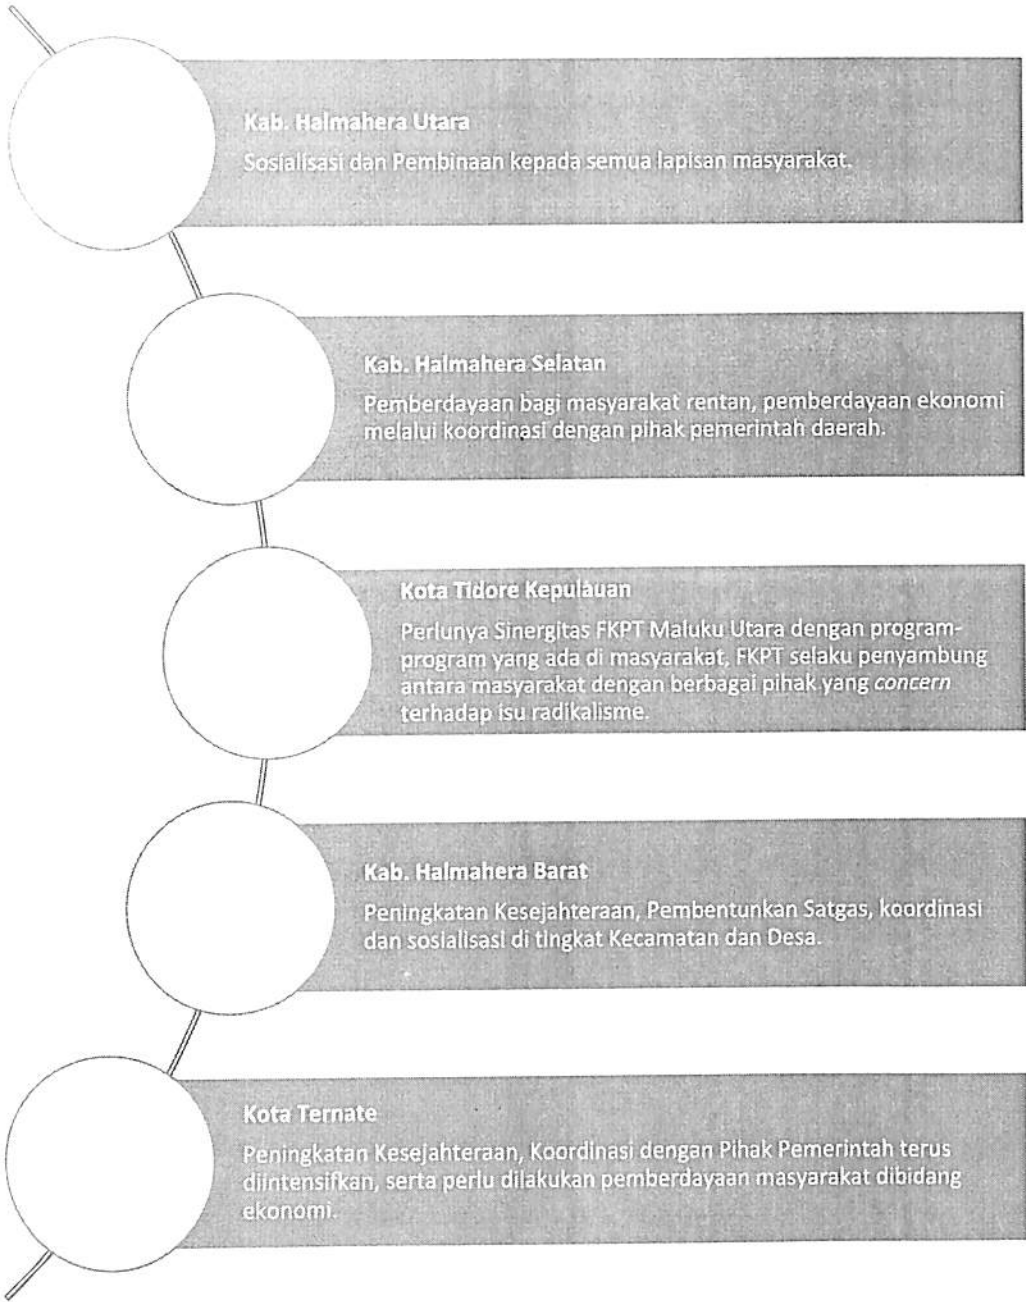 Kab. Halmahera Utara
Sosialisasi dan Pembinaan kepada semua lapisan masyarakat.
Kab. Halmahera Selatan
Pemberdayaan bagi masyarakat rentan, pemberdayaan ekonomi
melalui koordinasi dengan pihak pemerintah daerah.
Kota Tidore Kepulauan
Perlunya Sinergitas FKPT Maluku Utara dengan program-
program yang ada di masyarakat, FKPT selaku penyambung
antara masyarakat dengan berbagai pihak yang concern
terhadap isu radikalisme.
Kab. Halmahera Barat
Peningkatan Kesejahteraan, Pembentunkan Satgas, koordinasi
dan sosialisasi di tingkat Kecamatan dan Desa.
Kota Ternate
Peningkatan Kesejahteraan, Koordinasi dengan Pihak Pemerintah terus
diintensifkan, serta perlu dilakukan pemberdayaan masyarakat dibidang
ekonomi.